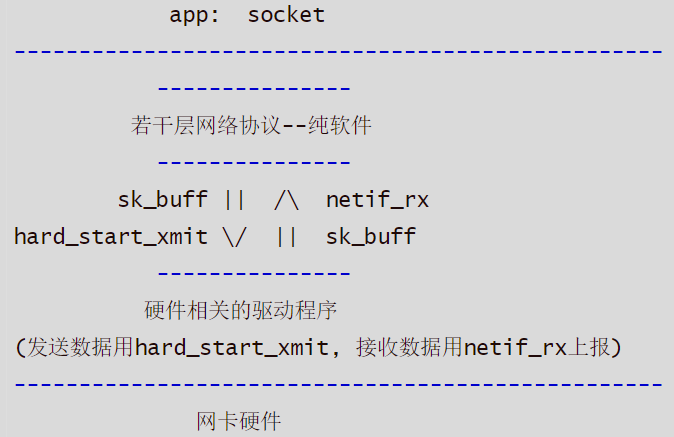 app:  socket
--------------------------------------------------
---------------
若干层网络协议--纯软件
---------------
sk_buff ||  /\  netif_rx
hard_start_xmit \/  ||  sk_buff
---------------
硬件相关的驱动程序
(发送数据用hard_start_xmit, 接收数据用netif_rx上报)
--------------------------------------------------
网卡硬件